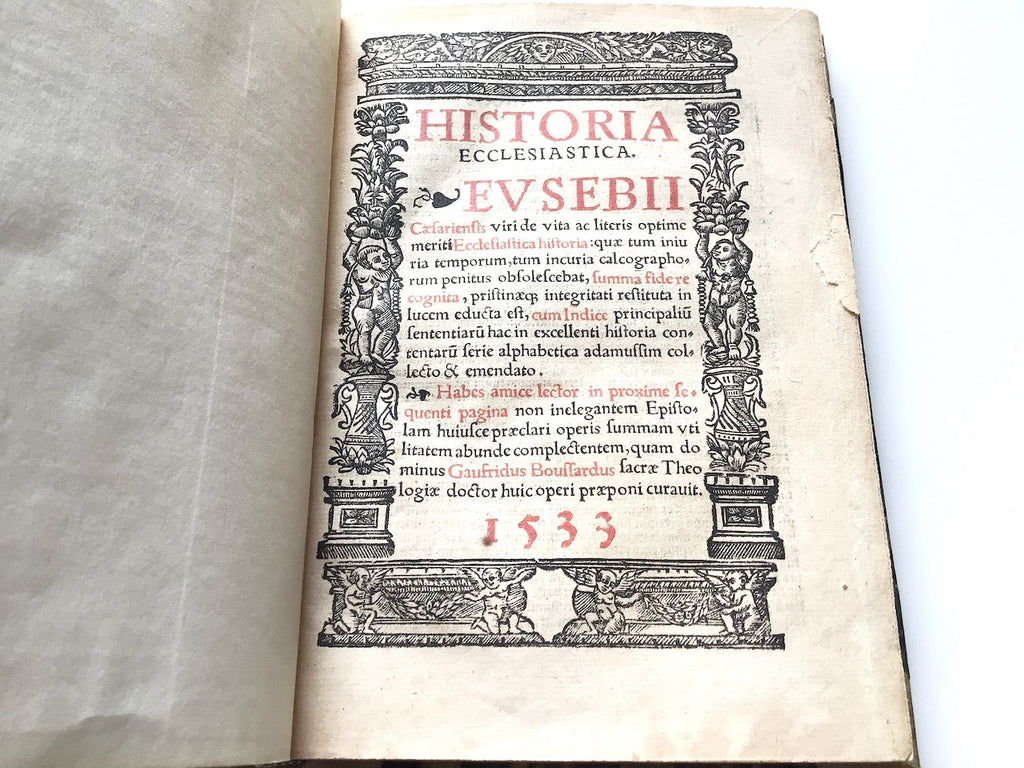 HISTORIA
ECCLESIASTICA.
EVSEBII
Cæſarienſis viri de vita ac literis optime
meriti Eccleſiaſtica hiſtoria: quæ tum iniu
ria temporum, tum incuria calcographo-
rum penitus obſoleſcebat, ſumma fide re
cognita, priſtinæq; integritati reſtituta in
lucem educta eſt, cum Indice principaliū
ſententiarū hac in excellenti hiſtoria con-
tentarū ſerie alphabetica adamuſſim col-
lecto & emendato.
Habes amice lector in proxime ſe-
quenti pagina non inelegantem Epiſto-
lam huiuſce præclari operis ſummam vti
litatem abunde complectentem, quam do
minus Gaufridus Bouſſardus ſacræ Theo
logiæ doctor huic operi præponi curauit.
1533